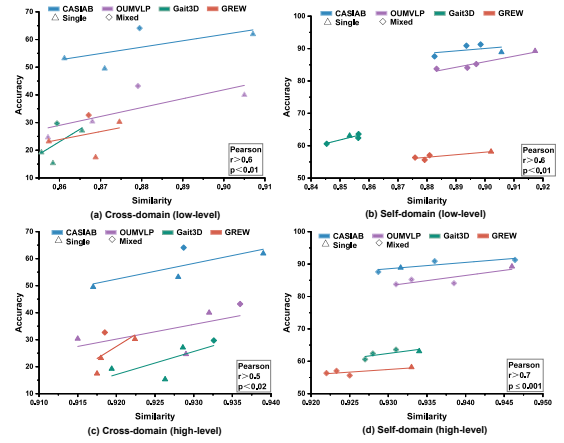 CASIAB OUMVLP Gait3D GREW
Single Mixed
Accuracy
70
60
50
40
30
20
10
Pearson
r>0.6
p<0.01
0.86 0.87 0.88 0.89 0.90 0.91
Similarity
(a) Cross-domain (low-level)
CASIAB OUMVLP Gait3D GREW
Single Mixed
Accuracy
100
90
80
70
60
50
Pearson
r>0.6
p<0.01
0.84 0.85 0.86 0.87 0.88 0.89 0.90 0.91 0.92
Similarity
(b) Self-domain (low-level)
CASIAB OUMVLP Gait3D GREW
Single Mixed
Accuracy
70
60
50
40
30
20
10
Pearson
r>0.5
p<0.02
0.910 0.915 0.920 0.925 0.930 0.935 0.940
Similarity
(c) Cross-domain (high-level)
CASIAB OUMVLP Gait3D GREW
Single Mixed
Accuracy
100
90
80
70
60
50
Pearson
r>0.7
p≤0.001
0.920 0.925 0.930 0.935 0.940 0.945 0.950
Similarity
(d) Self-domain (high-level)